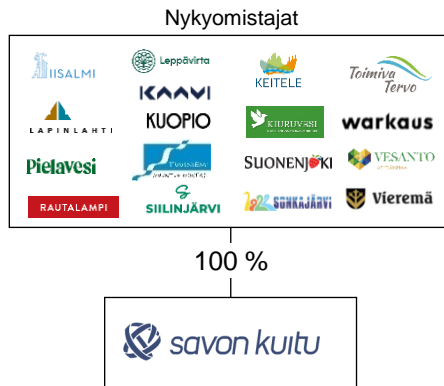 Nykyomistajat
IISALMI
Leppävirta
KEITELE
Toimiva
Tervo
LAPINLAHTI
KAAVI
KUOPIO
KIURUVESI
warkaus
Pielavesi
SUONENJOKI
VESANTO
RAUTALAMPI
SIILINJÄRVI
SONKAJÄRVI
Vieremä
100 %
savon kuitu